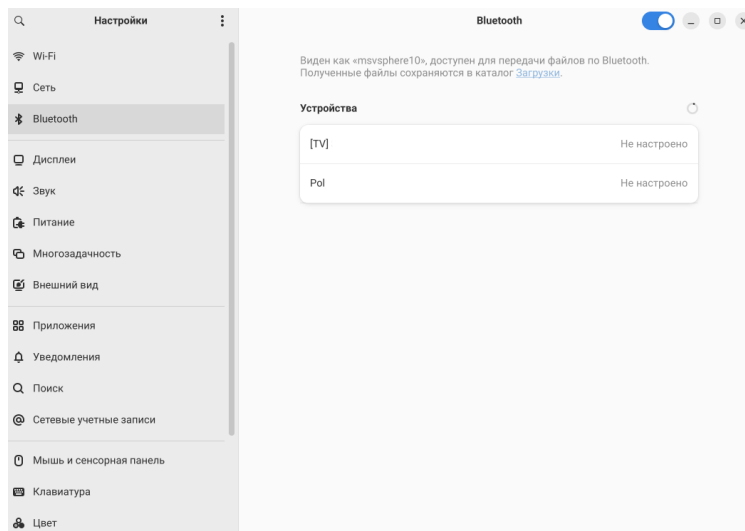 Настройки
Wi-Fi
Сеть
Bluetooth
Дисплеи
Звук
Питание
Многозадачность
Внешний вид
Приложения
Уведомления
Поиск
Сетевые учетные записи
Мышь и сенсорная панель
Клавиатура
Цвет
Bluetooth
Виден как «msvsphere10», доступен для передачи файлов по Bluetooth.
Полученные файлы сохраняются в каталог Загрузки.
Устройства
[TV] Не настроено
Pol Не настроено